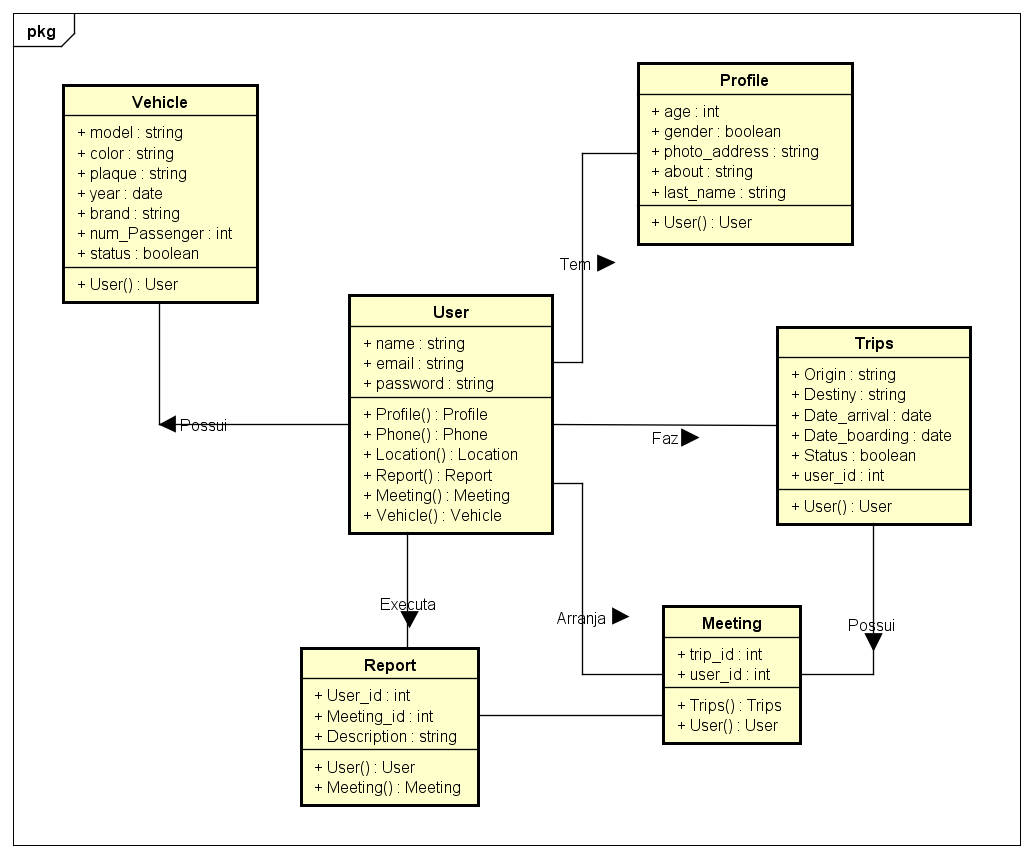 pkg
Vehicle
+ model : string
+ color : string
+ plaque : string
+ year : date
+ brand : string
+ num_Passenger : int
+ status : boolean
+ User() : User
Profile
+ age : int
+ gender : boolean
+ photo_address : string
+ about : string
+ last_name : string
+ User() : User
Tem
User
+ name : string
+ email : string
+ password : string
+ Profile() : Profile
+ Phone() : Phone
+ Location() : Location
+ Report() : Report
+ Meeting() : Meeting
+ Vehicle() : Vehicle
Possui
Faz
Trips
+ Origin : string
+ Destiny : string
+ Date_arrival : date
+ Date_boarding : date
+ Status : boolean
+ user_id : int
+ User() : User
Executa
Arranja
Possui
Meeting
+ trip_id : int
+ user_id : int
+ Trips() : Trips
+ User() : User
Report
+ User_id : int
+ Meeting_id : int
+ Description : string
+ User() : User
+ Meeting() : Meeting